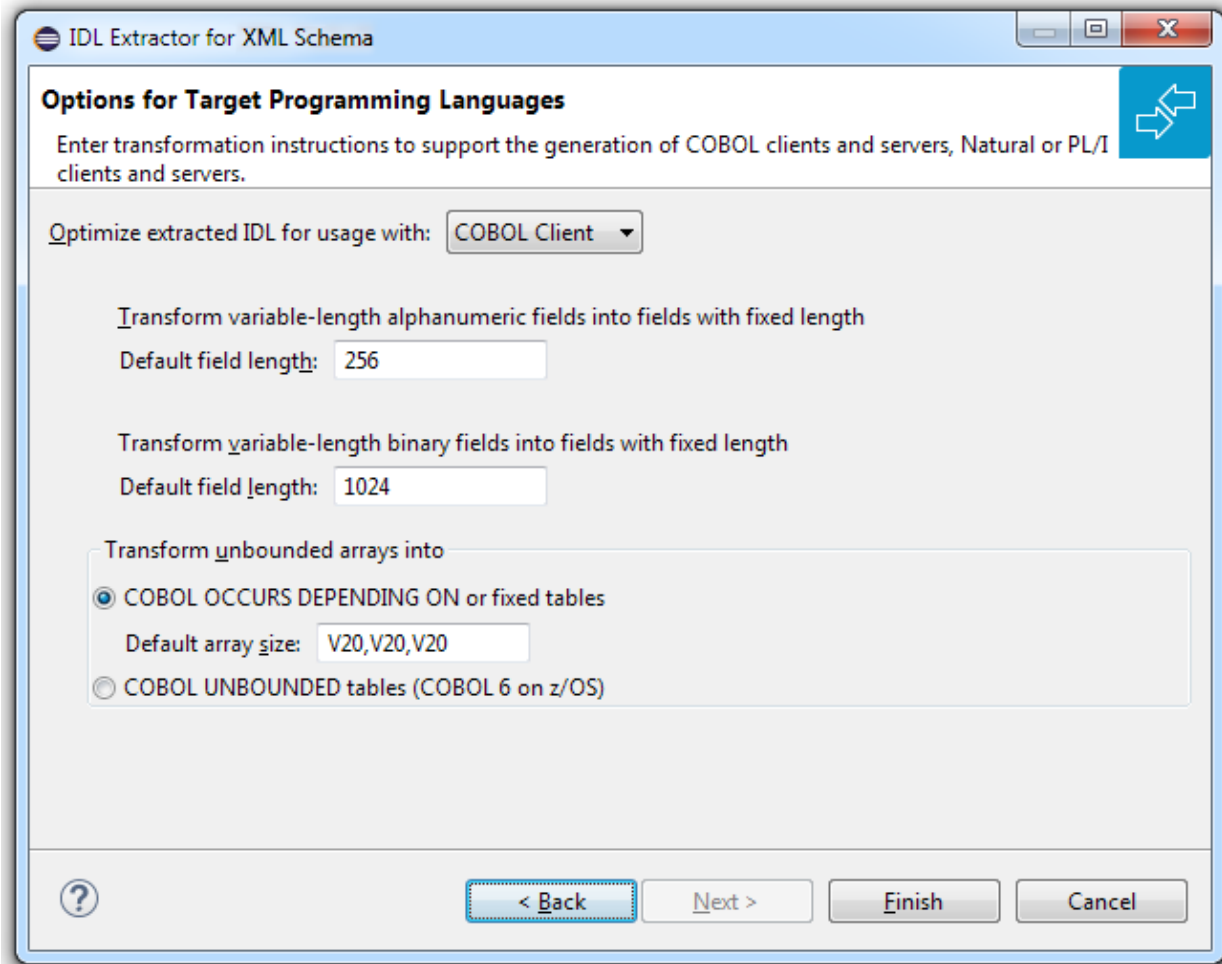 IDL Extractor for XML Schema
Options for Target Programming Languages
Enter transformation instructions to support the generation of COBOL clients and servers, Natural or PL/I
clients and servers.
Optimize extracted IDL for usage with: COBOL Client
Transform variable-length alphanumeric fields into fields with fixed length
Default field length: 256
Transform variable-length binary fields into fields with fixed length
Default field length: 1024
Transform unbounded arrays into
COBOL OCCURS DEPENDING ON or fixed tables
Default array size: V20,V20,V20
COBOL UNBOUNDED tables (COBOL 6 on z/OS)
? < Back Next > Finish Cancel